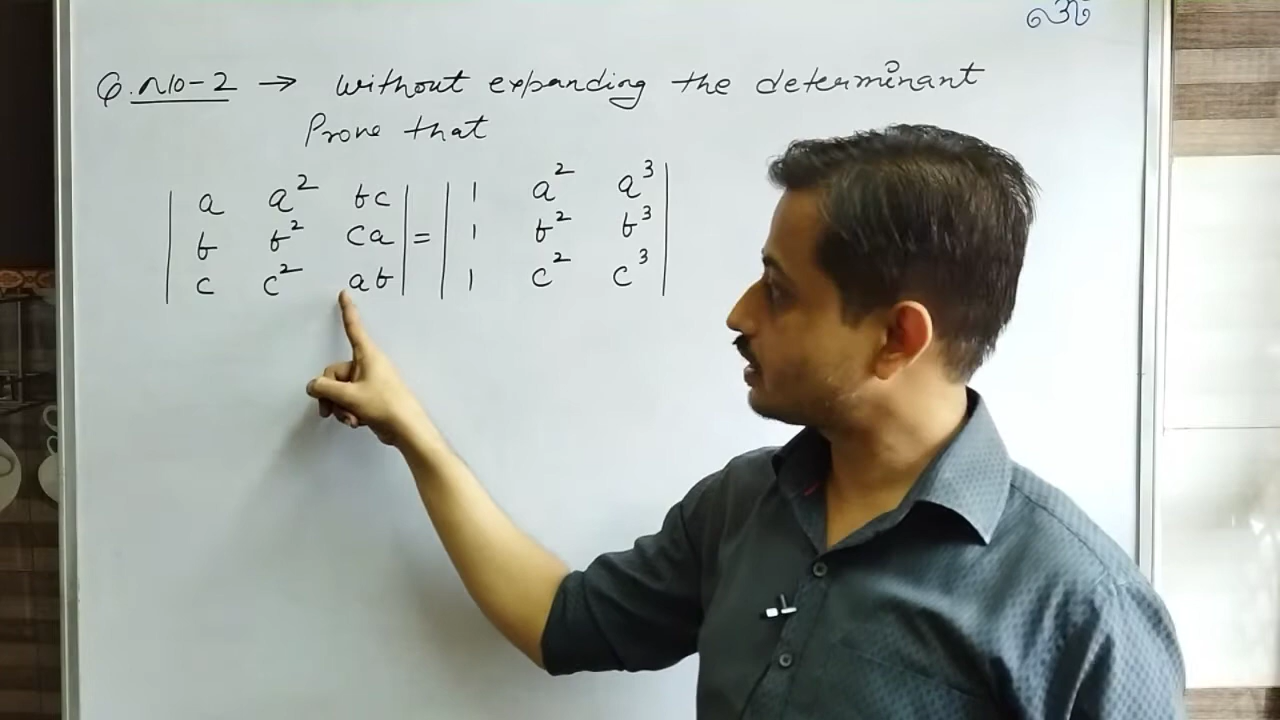 ॐ
Q.No-2 → without expanding the determinant
Prove that
| a a² bc | = | 1 a² a³ |
| b b² ca | | 1 b² b³ |
| c c² ab | | 1 c² c³ |